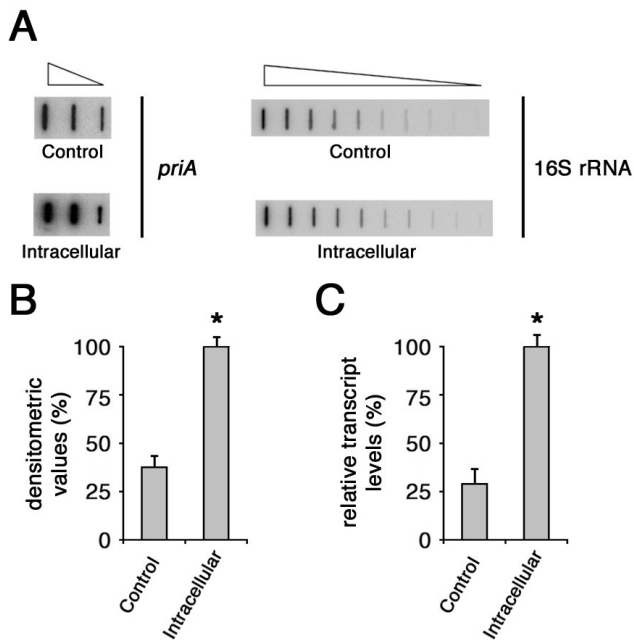 A
Control
priA
Control
16S rRNA
Intracellular
Intracellular
B
C
*
*
100
75
50
25
0
densitometric
values (%)
Control
Intracellular
100
75
50
25
0
relative transcript
levels (%)
Control
Intracellular